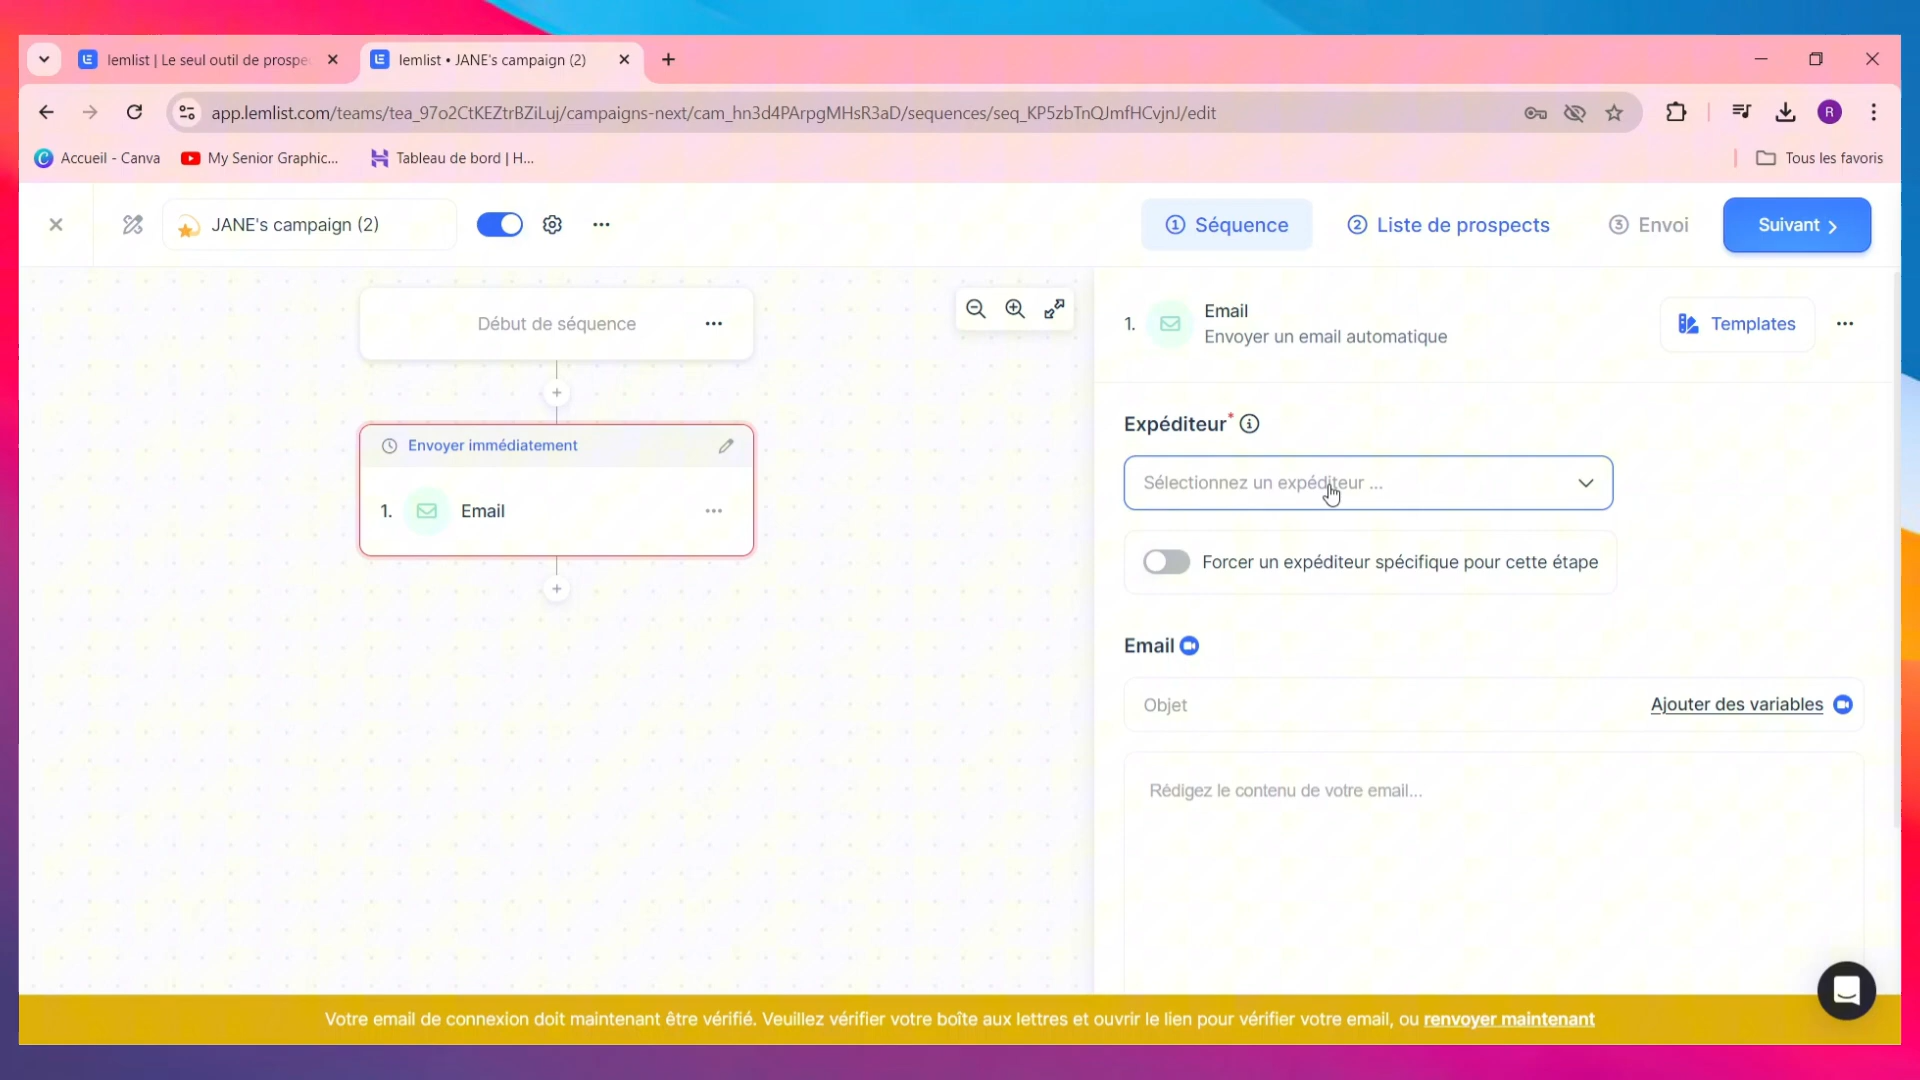 lemlist | Le seul outil de prospe
lemlist • JANE's campaign (2)
app.lemlist.com/teams/tea_97o2CtKEZtrBZiLuj/campaigns-next/cam_hn3d4PArpgMHsR3aD/sequences/seq_KP5zbTnQJmfHCvjnJ/edit
R
Accueil - Canva
My Senior Graphic...
Tableau de bord | H...
Tous les favoris
JANE's campaign (2)
1 Séquence
2 Liste de prospects
3 Envoi
Suivant
Début de séquence
Envoyer immédiatement
1. Email
1. Email
Envoyer un email automatique
Templates
Expéditeur*
Sélectionnez un expéditeur ...
Forcer un expéditeur spécifique pour cette étape
Email
Objet
Ajouter des variables
Rédigez le contenu de votre email...
Votre email de connexion doit maintenant être vérifié. Veuillez vérifier votre boîte aux lettres et ouvrir le lien pour vérifier votre email, ou renvoyer maintenant